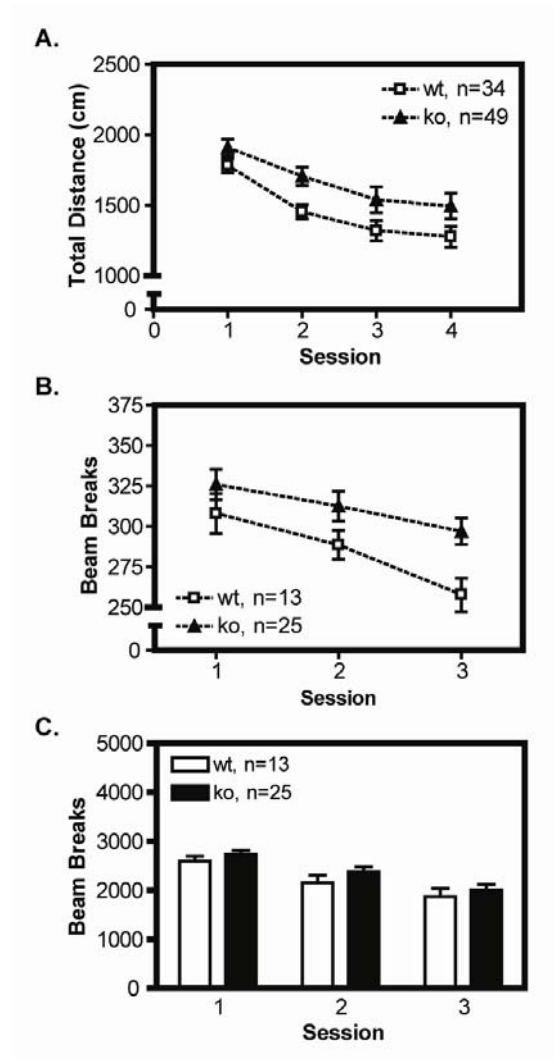 A.
2500
2000
1500
1000
0
Total Distance (cm)
wt, n=34
ko, n=49
0 1 2 3 4
Session
B.
375
350
325
300
275
250
0
Beam Breaks
wt, n=13
ko, n=25
1 2 3
Session
C.
5000
4000
3000
2000
1000
0
Beam Breaks
wt, n=13
ko, n=25
1 2 3
Session